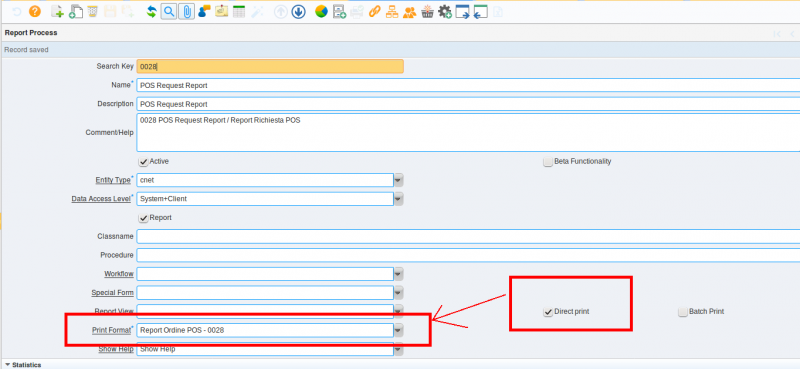 Report Process
Record saved
Search Key 0028
Name* POS Request Report
Description POS Request Report
Comment/Help 0028 POS Request Report / Report Richiesta POS
Active Beta Functionality
Entity Type* cnet
Data Access Level* System+Client
Report
Classname
Procedure
Workflow
Special Form
Report View Direct print Batch Print
Print Format* Report Ordine POS - 0028
Show Help Show Help
Statistics